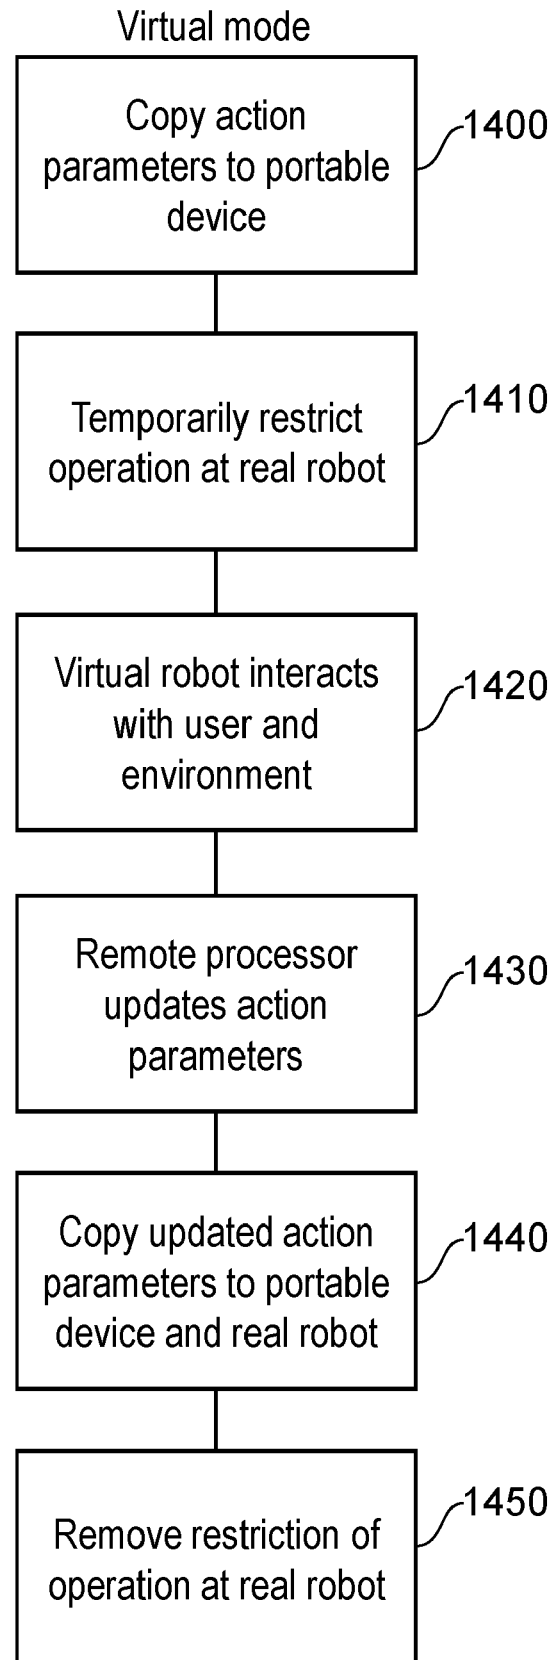 Virtual mode
Copy action
parameters to portable
device
1400
Temporarily restrict
operation at real robot
1410
Virtual robot interacts
with user and
environment
1420
Remote processor
updates action
parameters
1430
Copy updated action
parameters to portable
device and real robot
1440
Remove restriction of
operation at real robot
1450